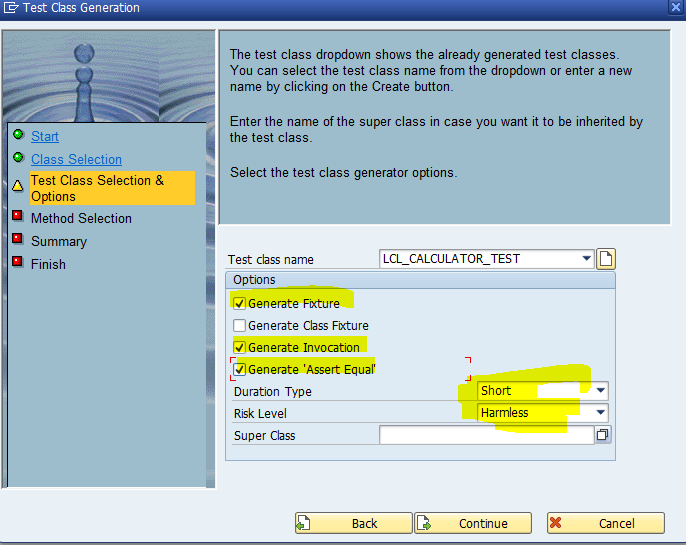 Test Class Generation
The test class dropdown shows the already generated test classes.
You can select the test class name from the dropdown or enter a new
name by clicking on the Create button.
Enter the name of the super class in case you want it to be inherited by
the test class.
Select the test class generator options.
Start
Class Selection
Test Class Selection &
Options
Method Selection
Summary
Finish
Test class name LCL_CALCULATOR_TEST
Options
Generate Fixture
Generate Class Fixture
Generate Invocation
Generate 'Assert Equal'
Duration Type Short
Risk Level Harmless
Super Class
Back Continue Cancel